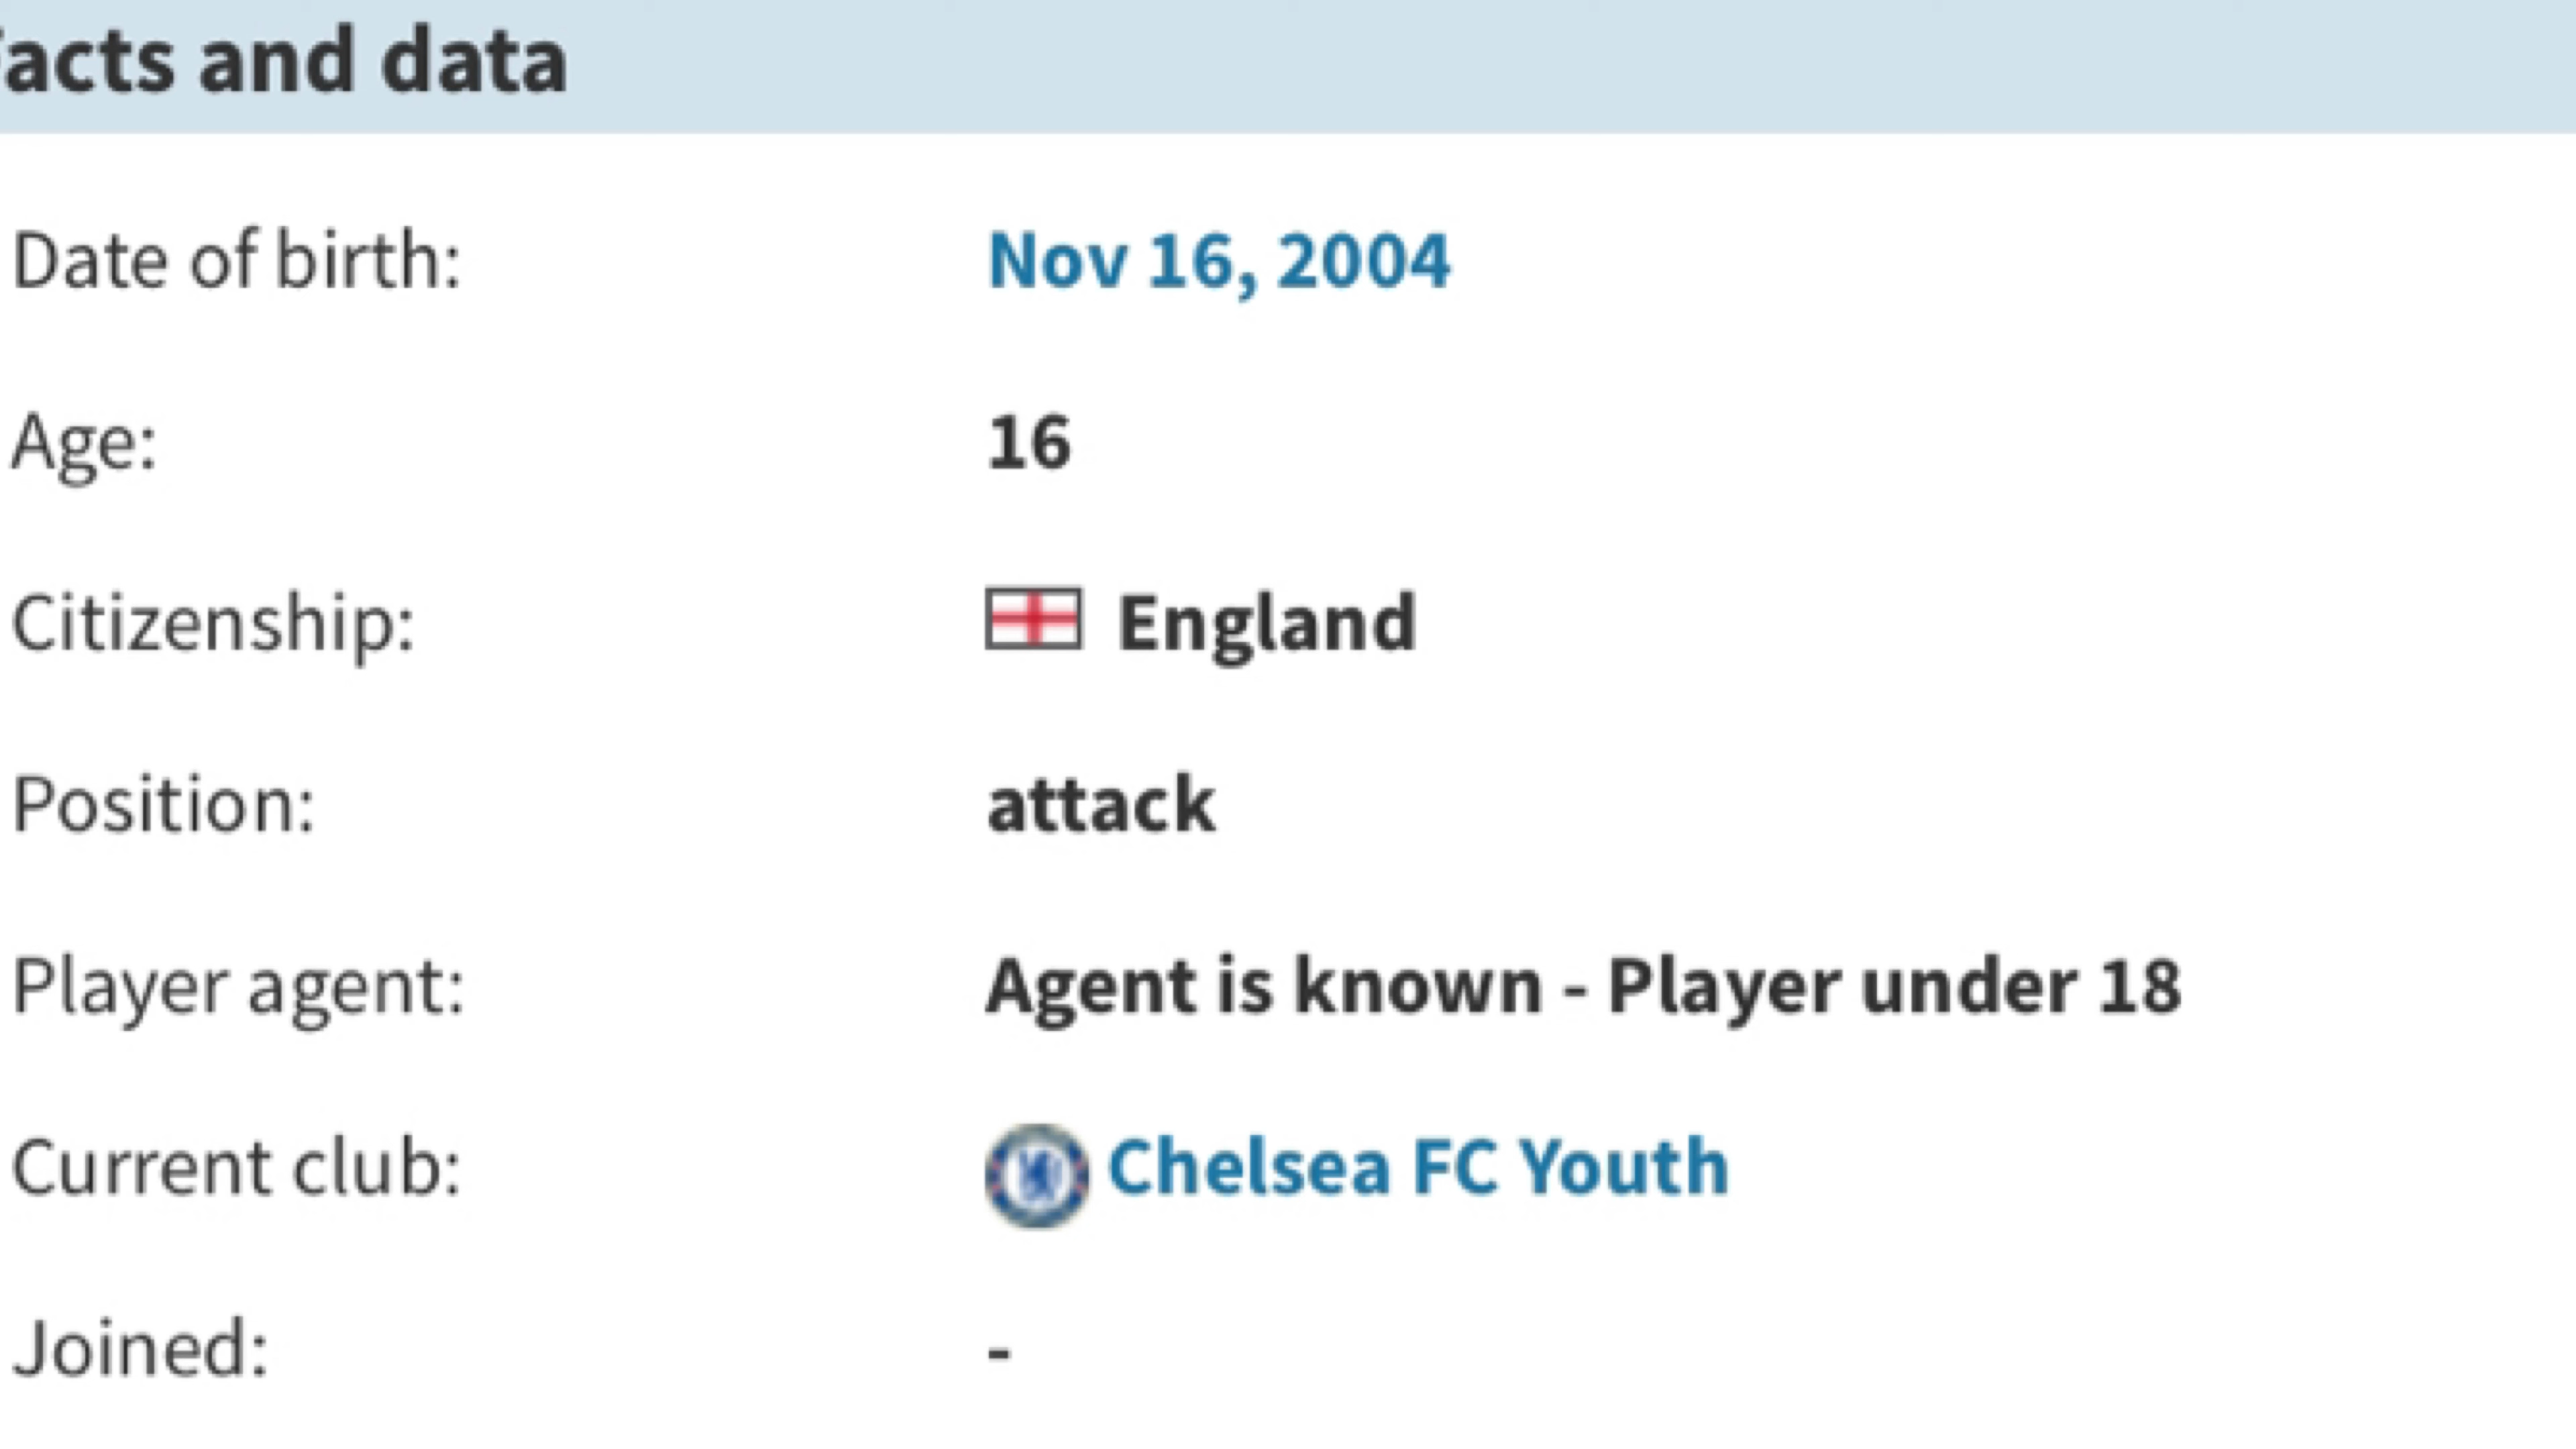 Facts and data
Date of birth: Nov 16, 2004
Age: 16
Citizenship: England
Position: attack
Player agent: Agent is known - Player under 18
Current club: Chelsea FC Youth
Joined: -